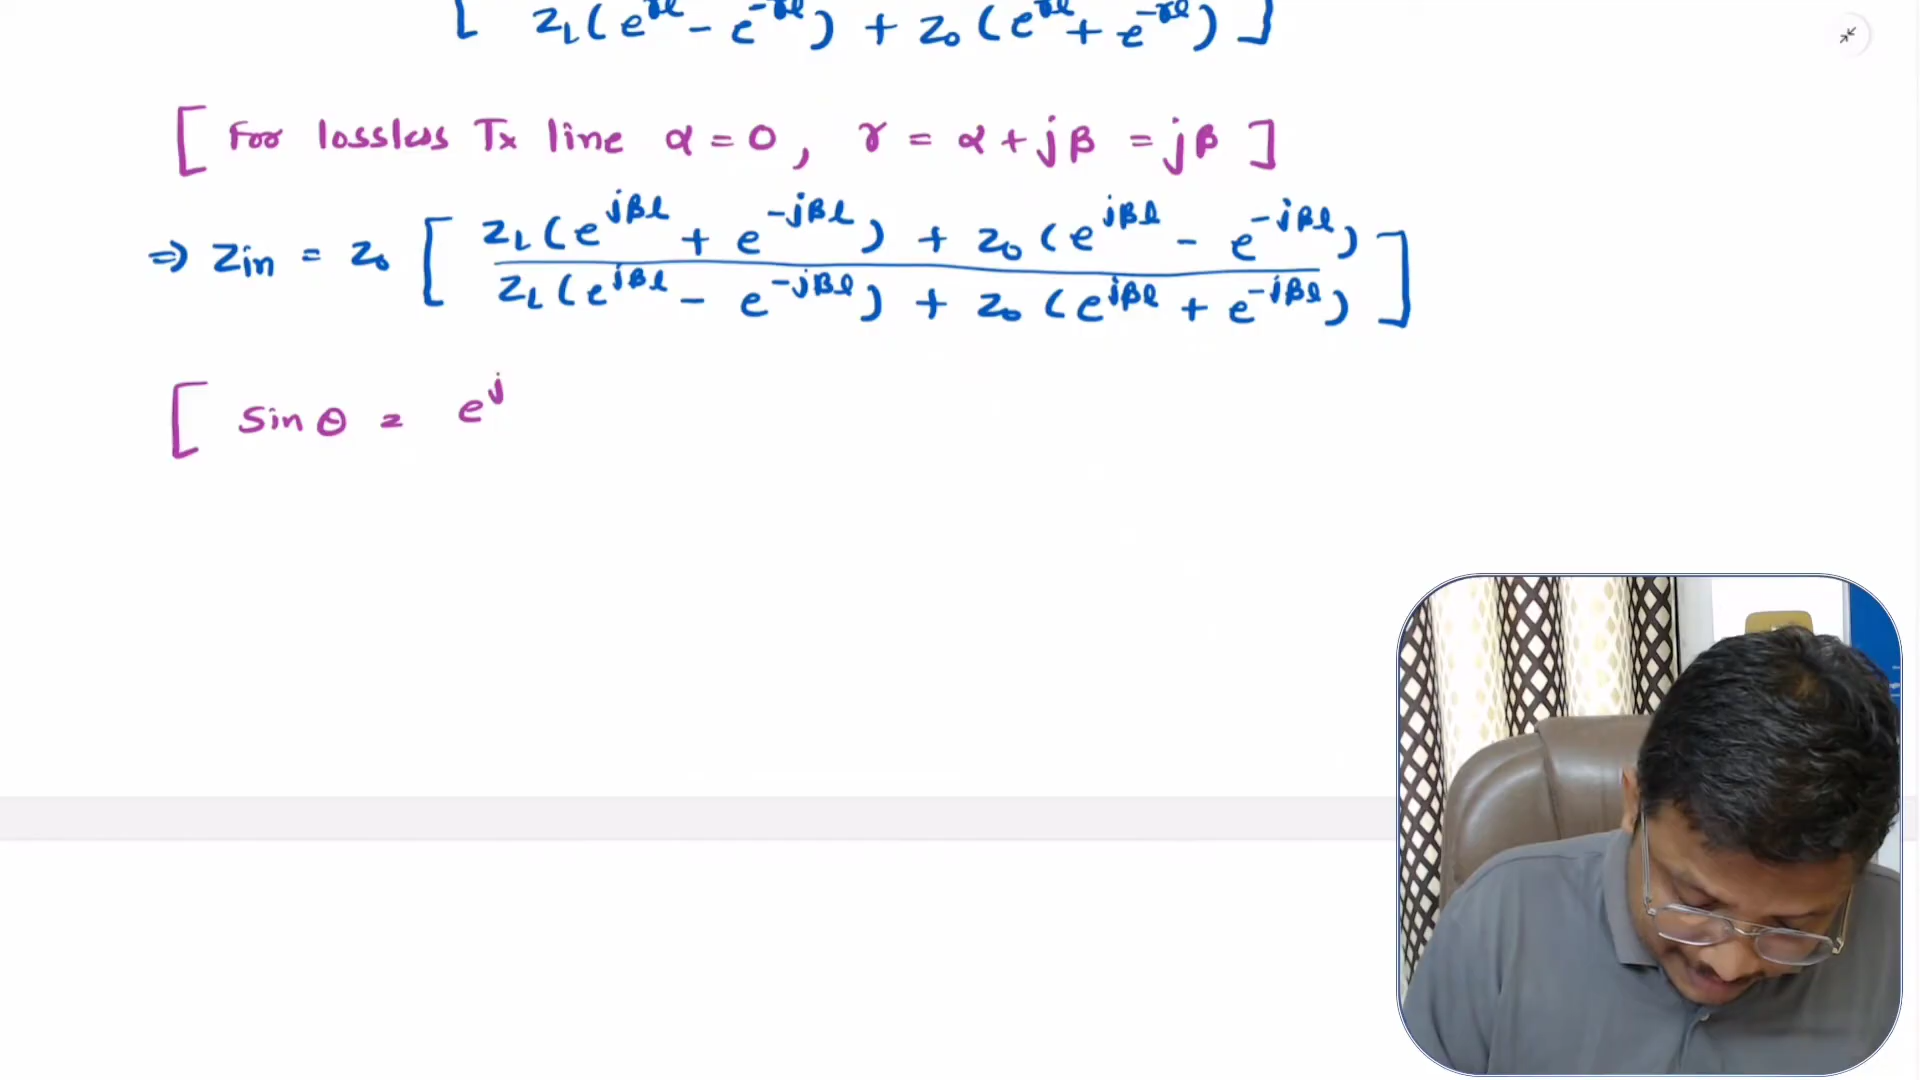 [ Z_L(e^{γl} - e^{-γl}) + Z_0(e^{γl} + e^{-γl}) ]
[ For lossless Tx line α = 0, γ = α + jβ = jβ ]
⇒ Zin = Z_0 [ Z_L(e^{jβl} + e^{-jβl}) + Z_0(e^{jβl} - e^{-jβl})
Z_L(e^{jβl} - e^{-jβl}) + Z_0(e^{jβl} + e^{-jβl}) ]
[ Sin θ = e^{j}